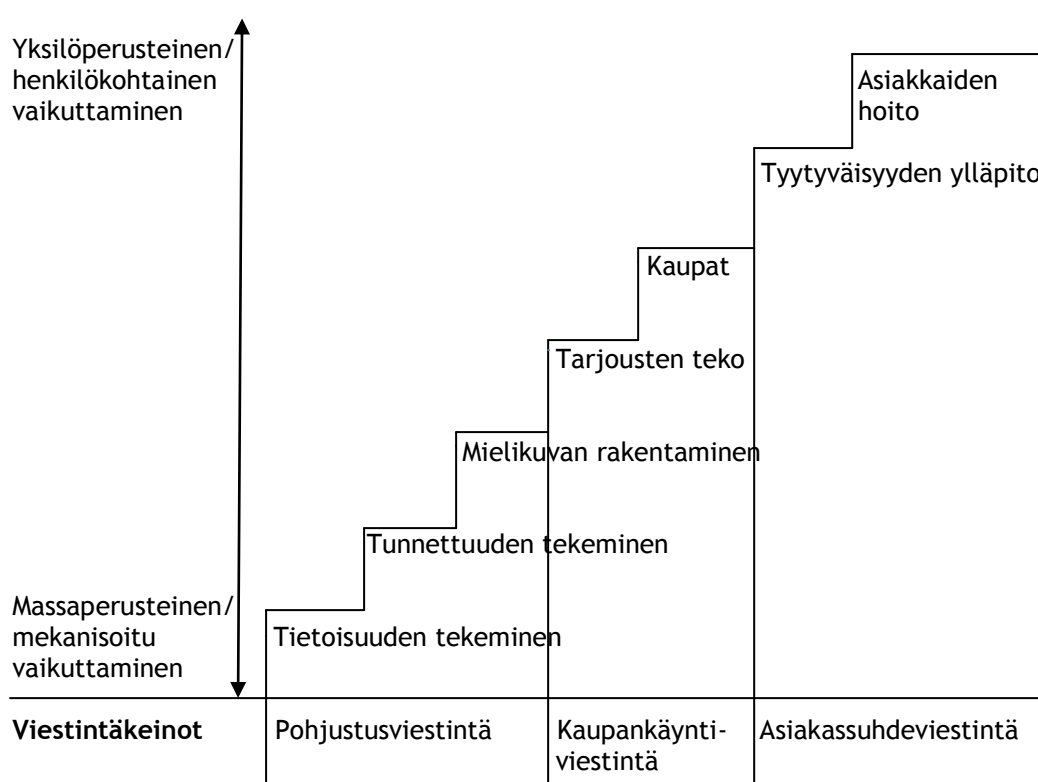 Yksilöperusteinen/
henkilökohtainen
vaikuttaminen
Asiakkaiden
hoito
Tyytyväisyyden ylläpito
Kaupat
Tarjousten teko
Mielikuvan rakentaminen
Tunnettuuden tekeminen
Massaperusteinen/
mekanisoitu
vaikuttaminen
Tietoisuuden tekeminen
Viestintäkeinot
Pohjustusviestintä
Kaupankäynti-
viestintä
Asiakassuhdeviestintä